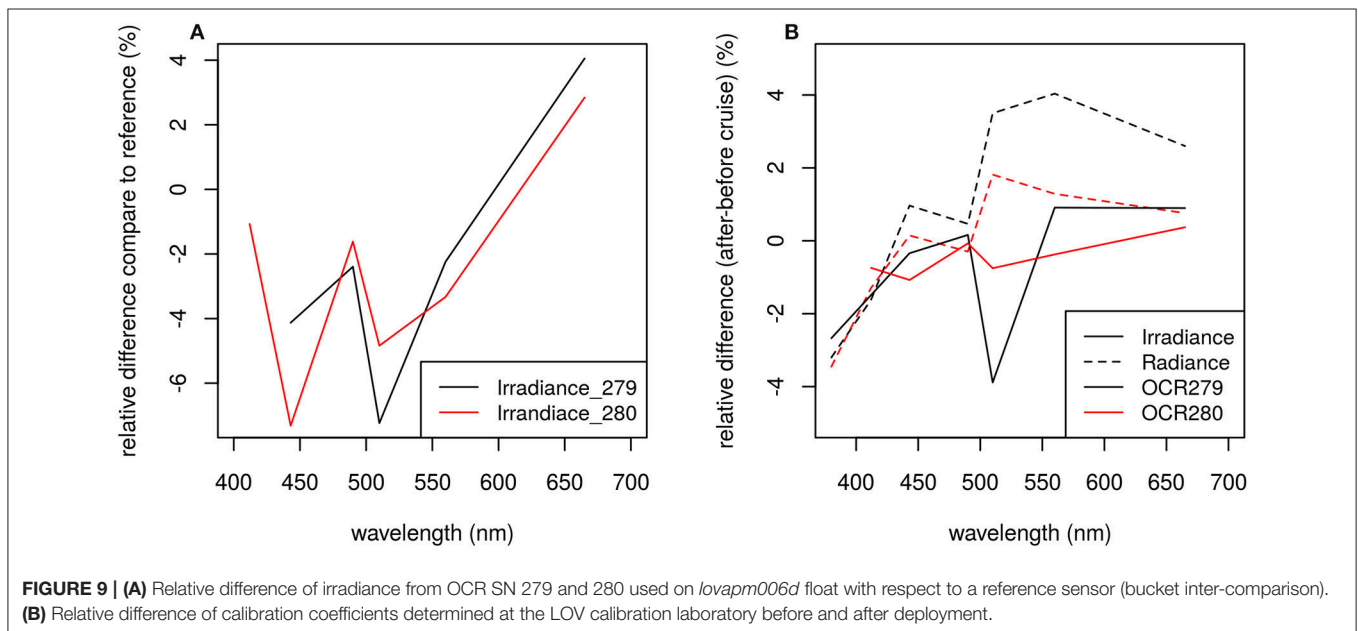 A
relative difference compare to reference (%)
4
2
0
-2
-4
-6
Irradiance_279
Irrandiace_280
400
450
500
550
600
650
700
wavelength (nm)
B
relative difference (after-before cruise) (%)
4
2
0
-2
-4
Irradiance
Radiance
OCR279
OCR280
400
450
500
550
600
650
700
wavelength (nm)
FIGURE 9 | (A) Relative difference of irradiance from OCR SN 279 and 280 used on lovapm006d float with respect to a reference sensor (bucket inter-comparison).
(B) Relative difference of calibration coefficients determined at the LOV calibration laboratory before and after deployment.